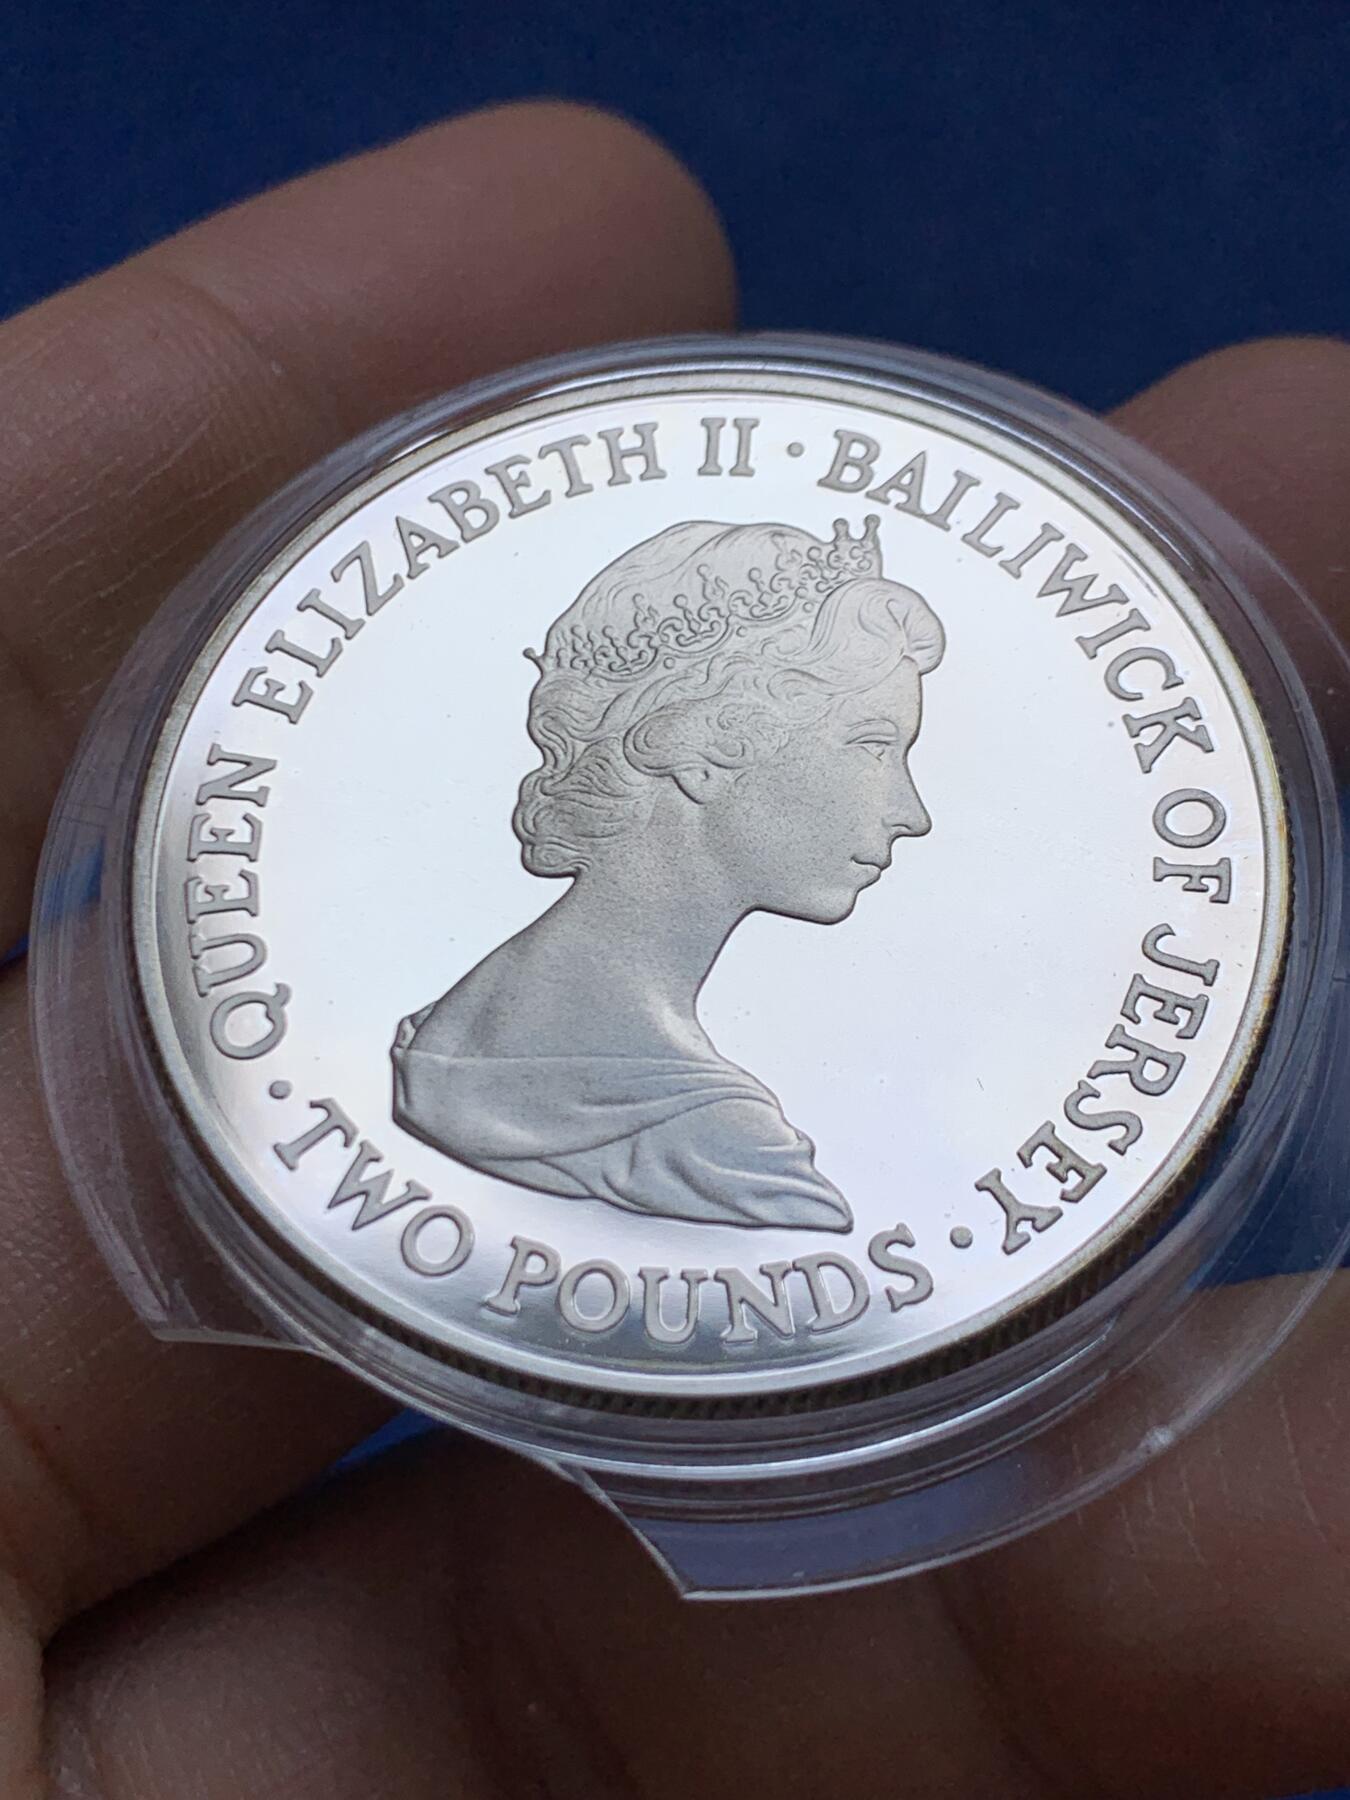 QUEEN ELIZABETH II · BAILIWICK OF JERSEY ·
TWO POUNDS ·